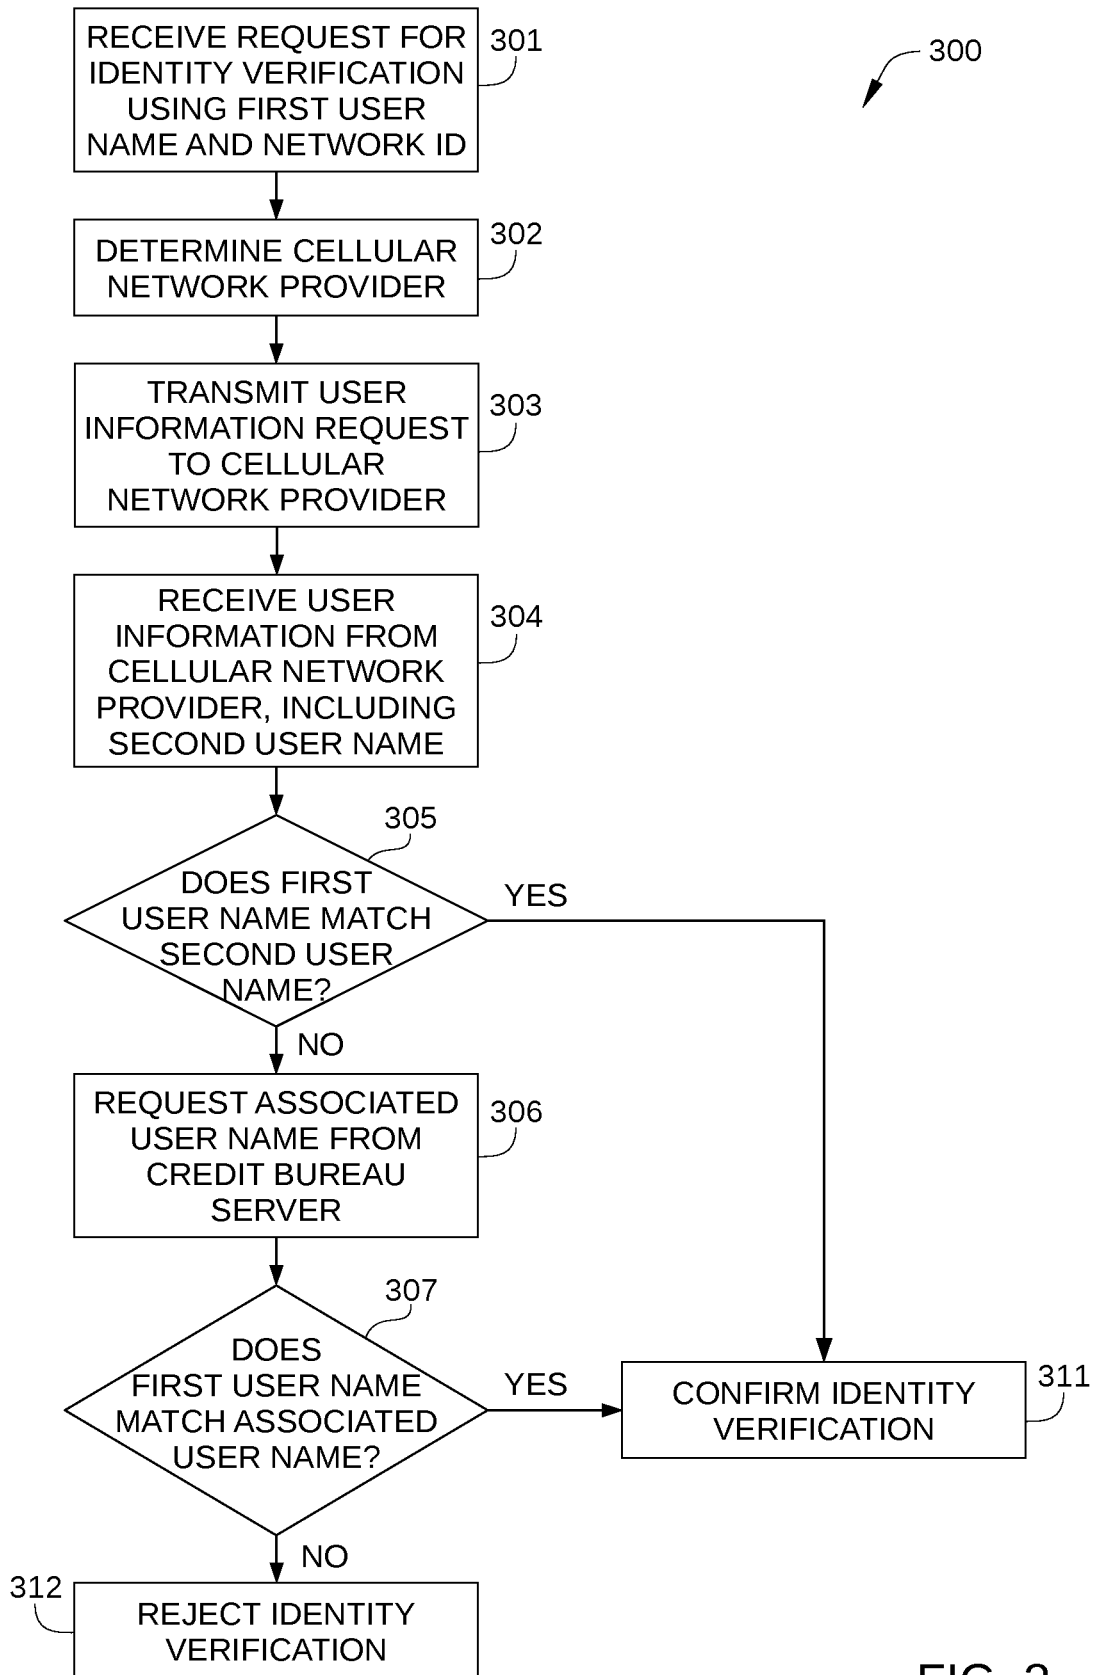 RECEIVE REQUEST FOR
IDENTITY VERIFICATION
USING FIRST USER
NAME AND NETWORK ID
301
300
DETERMINE CELLULAR
NETWORK PROVIDER
302
TRANSMIT USER
INFORMATION REQUEST
TO CELLULAR
NETWORK PROVIDER
303
RECEIVE USER
INFORMATION FROM
CELLULAR NETWORK
PROVIDER, INCLUDING
SECOND USER NAME
304
305
DOES FIRST
USER NAME MATCH
SECOND USER
NAME?
YES
NO
REQUEST ASSOCIATED
USER NAME FROM
CREDIT BUREAU
SERVER
306
307
DOES
FIRST USER NAME
MATCH ASSOCIATED
USER NAME?
YES
CONFIRM IDENTITY
VERIFICATION
311
NO
312
REJECT IDENTITY
VERIFICATION
FIG.